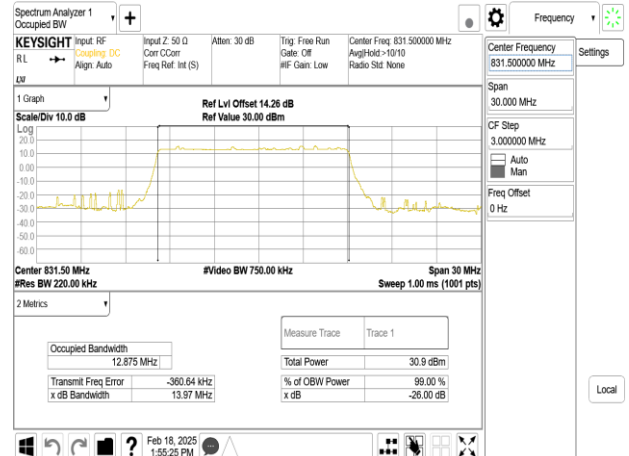 Spectrum Analyzer 1
Occupied BW
+
Frequency
KEYSIGHT
RL
LXI
Input: RF
Coupling: DC
Align: Auto
Input Z: 50 Ω
Corr CCorr
Freq Ref: Int (S)
Atten: 30 dB
Trig: Free Run
Gate: Off
#IF Gain: Low
Center Freq: 831.500000 MHz
Avg|Hold:>10/10
Radio Std: None
Center Frequency
831.500000 MHz
Settings
Span
30.000 MHz
CF Step
3.000000 MHz
Auto
Man
Freq Offset
0 Hz
Local
1 Graph
Scale/Div 10.0 dB
Ref Lvl Offset 14.26 dB
Ref Value 30.00 dBm
Log
20.0
10.0
0.00
-10.0
-20.0
-30.0
-40.0
-50.0
-60.0
Center 831.50 MHz
#Res BW 220.00 kHz
#Video BW 750.00 kHz
Span 30 MHz
Sweep 1.00 ms (1001 pts)
2 Metrics
Measure Trace Trace 1
Occupied Bandwidth
12.875 MHz
Total Power 30.9 dBm
Transmit Freq Error -360.64 kHz
% of OBW Power 99.00 %
x dB Bandwidth 13.97 MHz
x dB -26.00 dB
?
Feb 18, 2025
1:55:25 PM